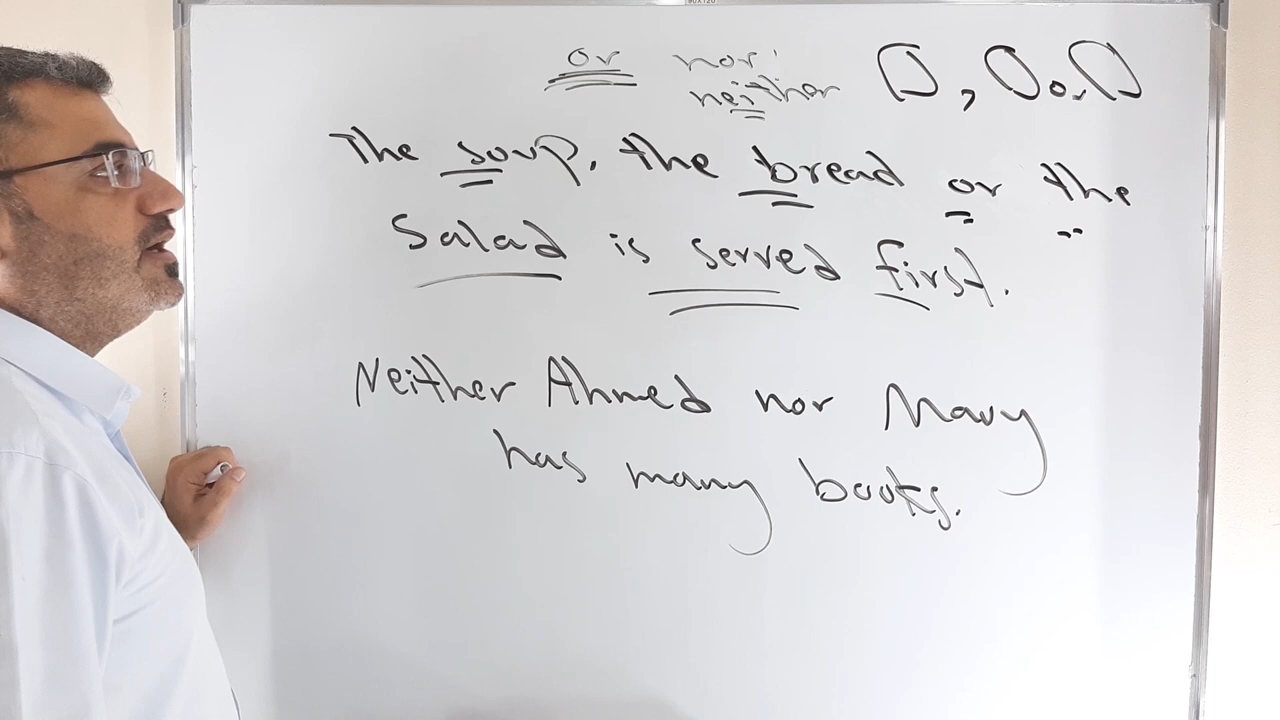 or nor
neither
▯, ▯ or ▯
The soup, the bread or the
Salad is served first.
Neither Ahmed nor Mary
has many books.
90X120